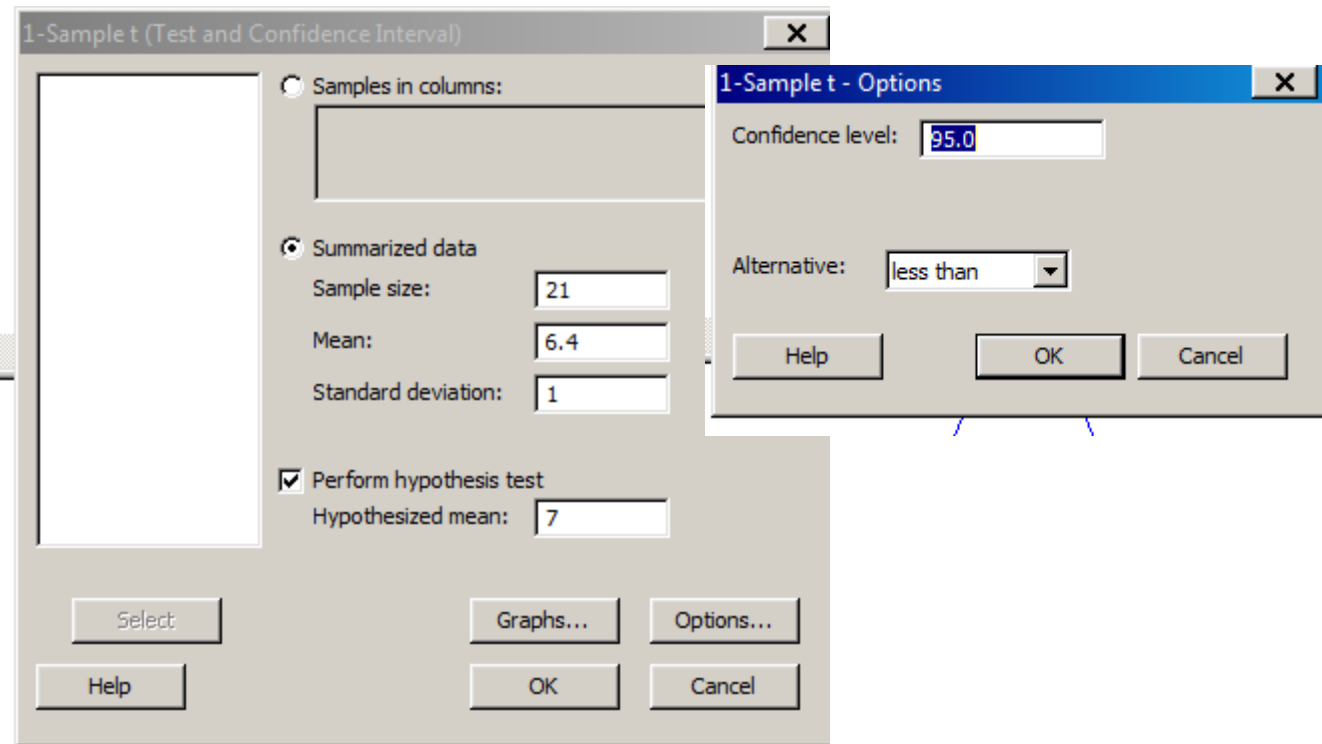 1-Sample t (Test and Confidence Interval)
Samples in columns:
Summarized data
Sample size: 21
Mean: 6.4
Standard deviation: 1
Perform hypothesis test
Hypothesized mean: 7
Select
Graphs...
Options...
Help
OK
Cancel
1-Sample t - Options
Confidence level: 95.0
Alternative: less than
Help
OK
Cancel